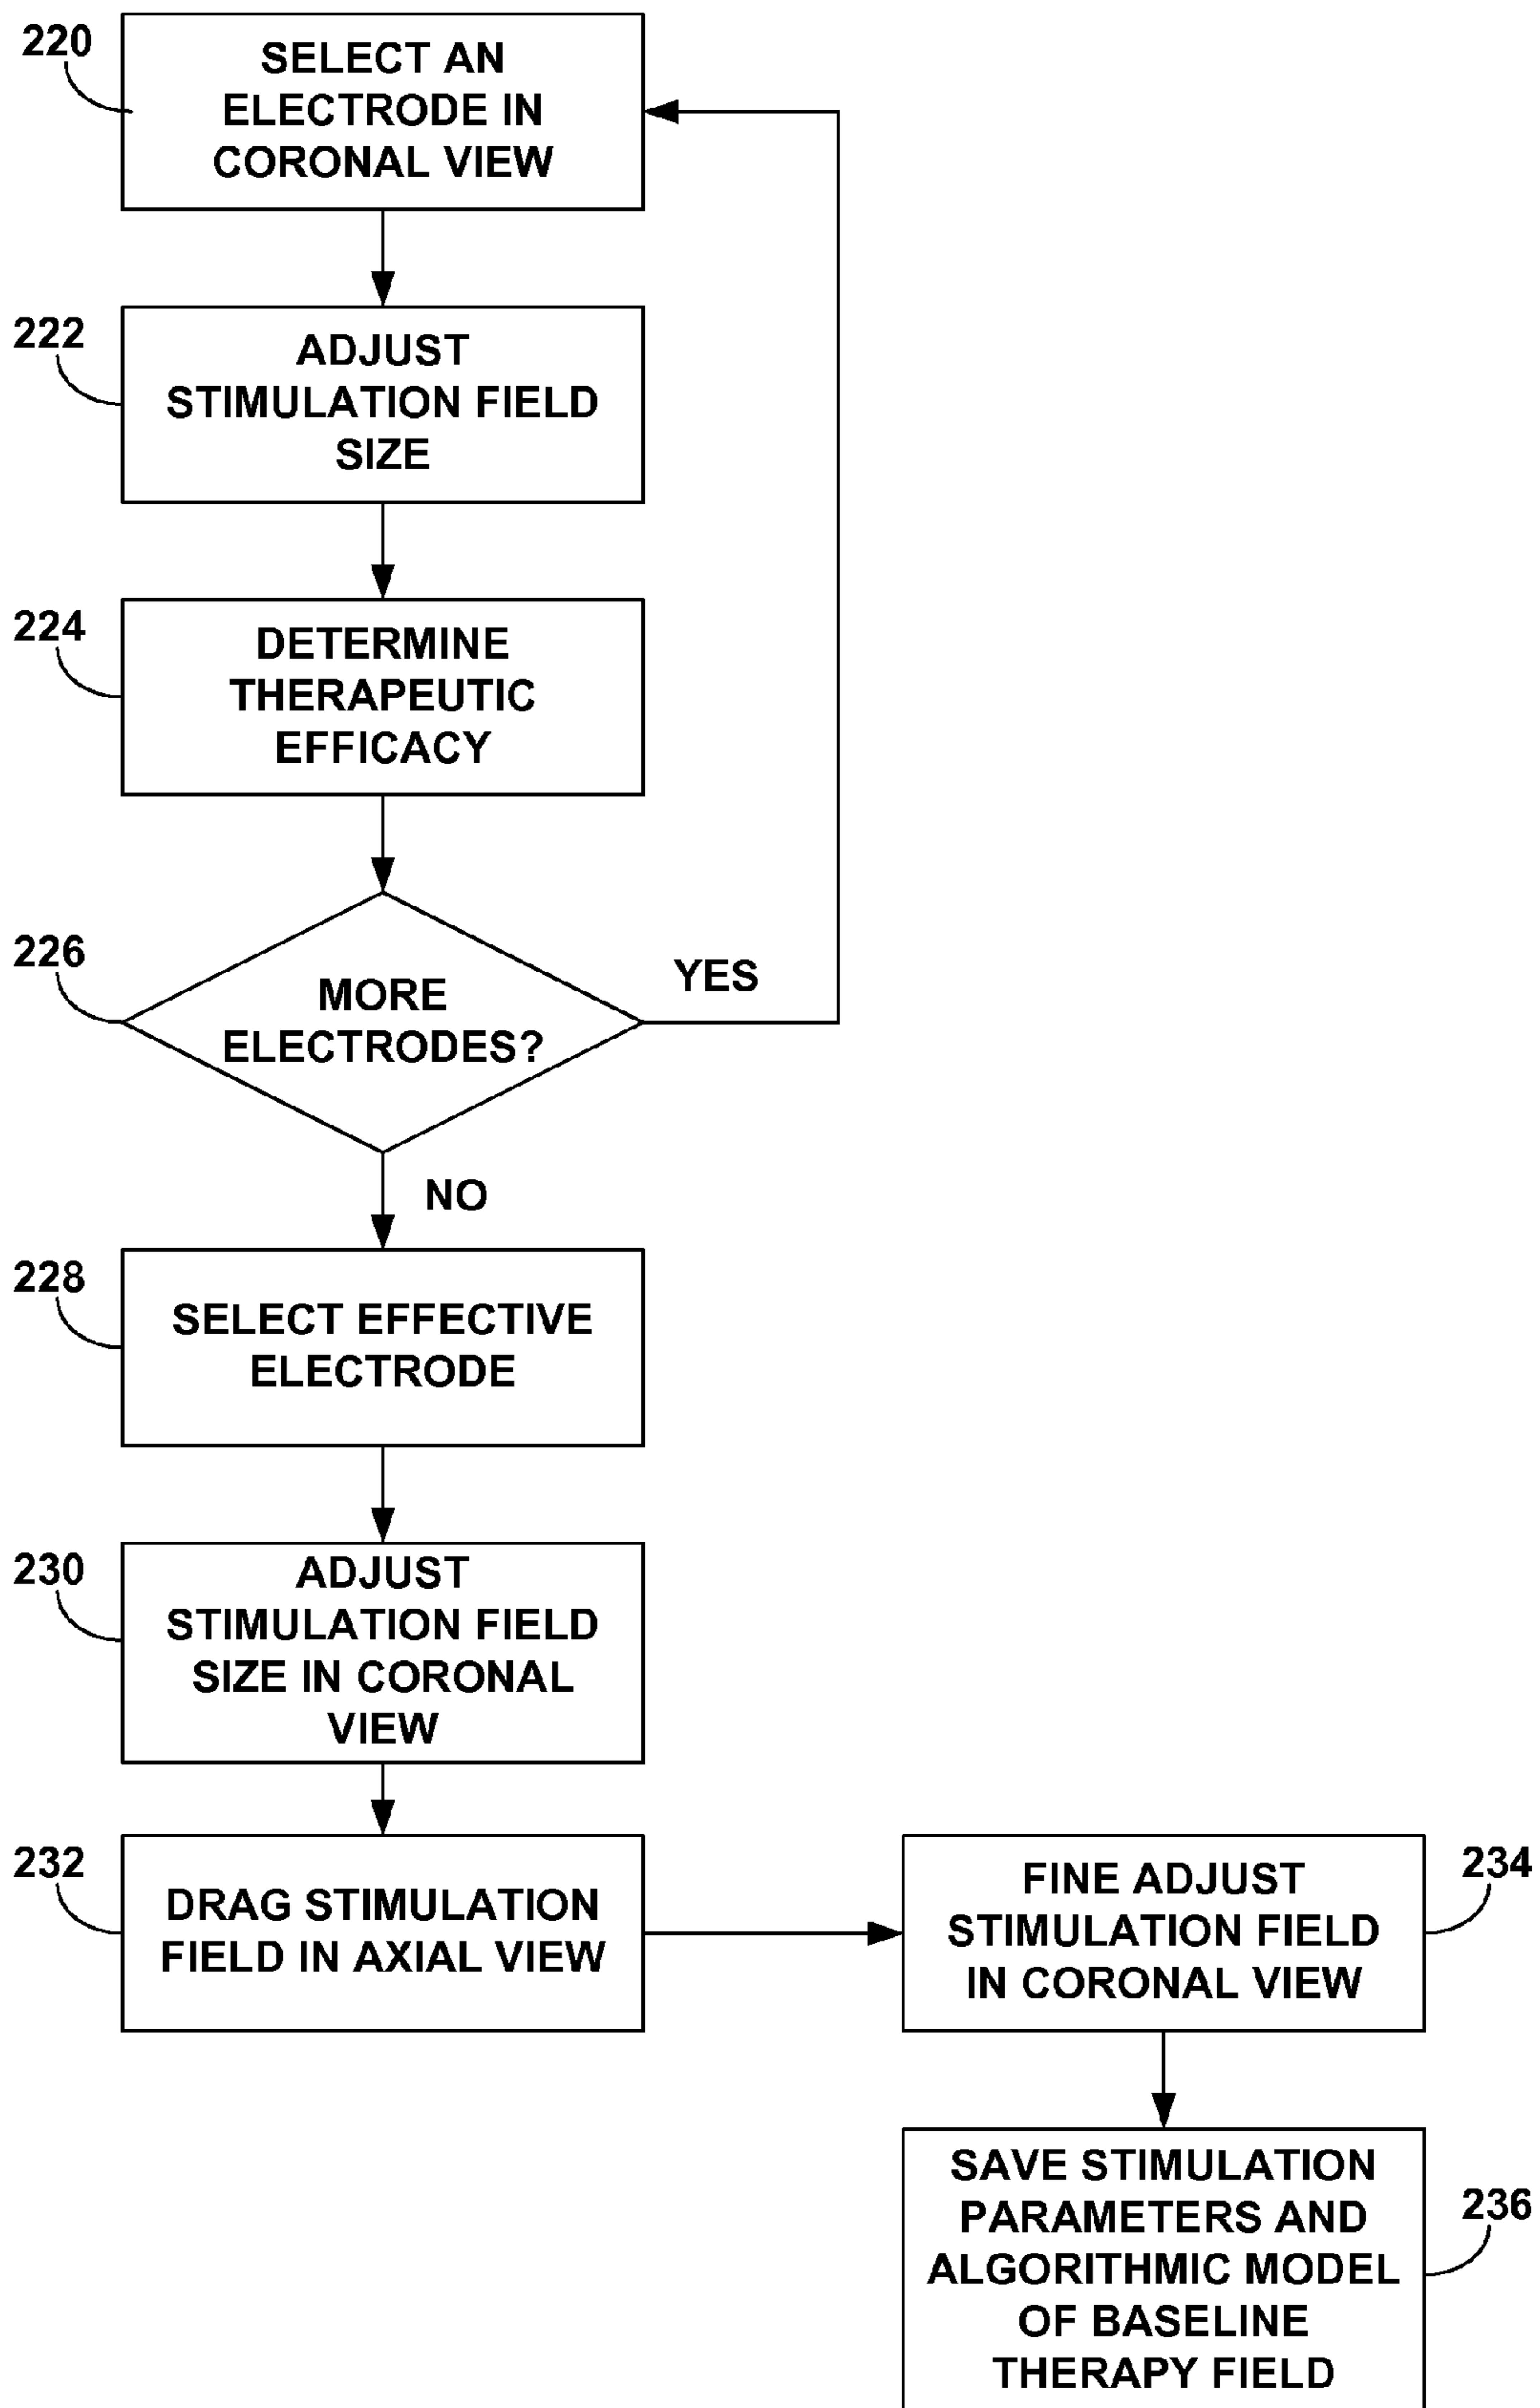 220
SELECT AN
ELECTRODE IN
CORONAL VIEW
222
ADJUST
STIMULATION FIELD
SIZE
224
DETERMINE
THERAPEUTIC
EFFICACY
226
MORE
ELECTRODES?
YES
NO
228
SELECT EFFECTIVE
ELECTRODE
230
ADJUST
STIMULATION FIELD
SIZE IN CORONAL
VIEW
232
DRAG STIMULATION
FIELD IN AXIAL VIEW
234
FINE ADJUST
STIMULATION FIELD
IN CORONAL VIEW
236
SAVE STIMULATION
PARAMETERS AND
ALGORITHMIC MODEL
OF BASELINE
THERAPY FIELD